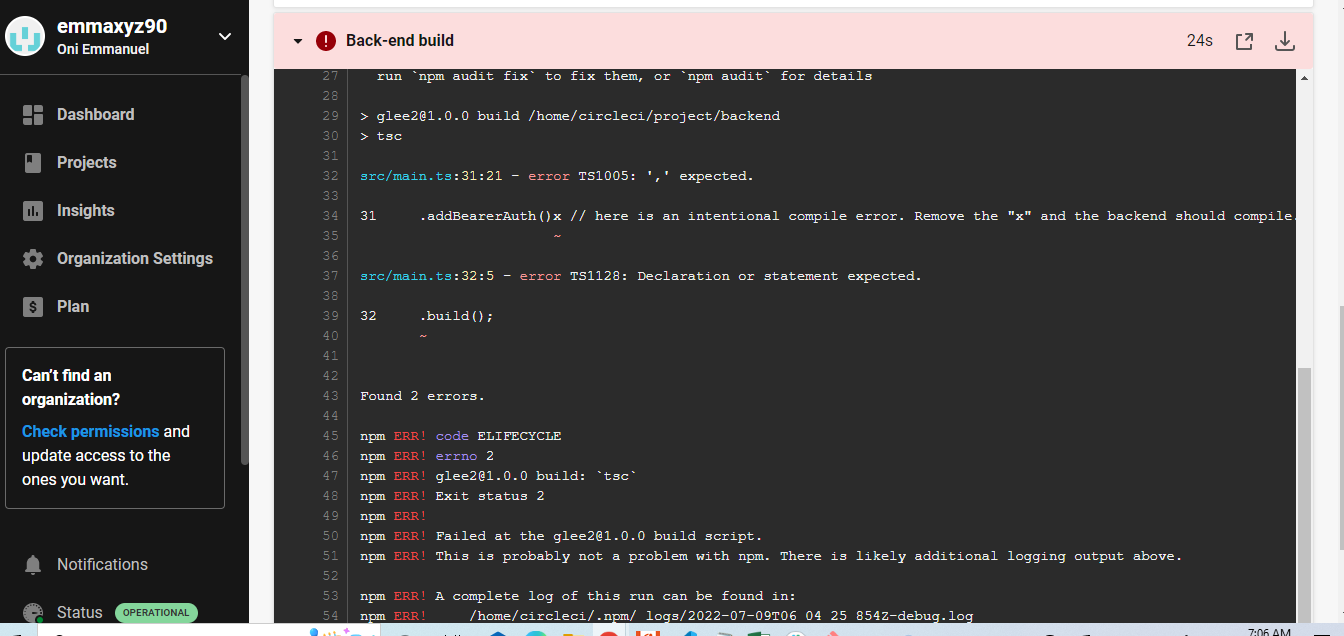 emmaxyz90
Oni Emmanuel
Dashboard
Projects
Insights
Organization Settings
Plan
Can't find an
organization?
Check permissions and
update access to the
ones you want.
Notifications
Status OPERATIONAL
Back-end build 24s
27 run `npm audit fix` to fix them, or `npm audit` for details
28
29 > glee2@1.0.0 build /home/circleci/project/backend
30 > tsc
31
32 src/main.ts:31:21 - error TS1005: ',' expected.
33
34 31 .addBearerAuth()x // here is an intentional compile error. Remove the "x" and the backend should compile.
35 ~
36
37 src/main.ts:32:5 - error TS1128: Declaration or statement expected.
38
39 32 .build();
40 ~
41
42
43 Found 2 errors.
44
45 npm ERR! code ELIFECYCLE
46 npm ERR! errno 2
47 npm ERR! glee2@1.0.0 build: `tsc`
48 npm ERR! Exit status 2
49 npm ERR!
50 npm ERR! Failed at the glee2@1.0.0 build script.
51 npm ERR! This is probably not a problem with npm. There is likely additional logging output above.
52
53 npm ERR! A complete log of this run can be found in:
54 npm ERR! /home/circleci/.npm/_logs/2022-07-09T06_04_25_854Z-debug.log
7:06 AM